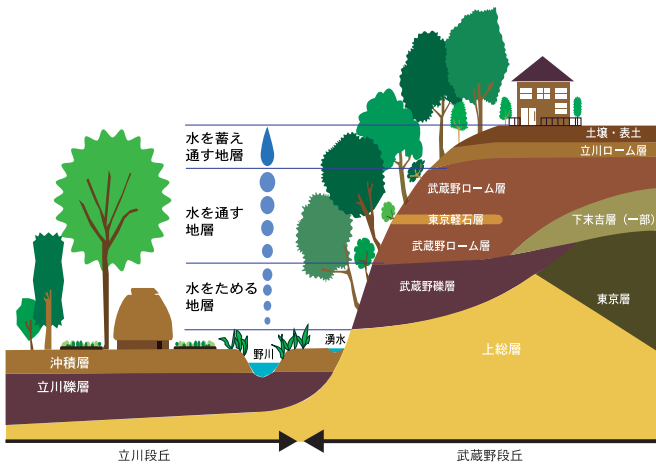 水を蓄え
通す地層
水を通す
地層
水をためる
地層
土壌・表土
立川ローム層
武蔵野ローム層
東京軽石層
下末吉層（一部）
武蔵野ローム層
武蔵野礫層
東京層
湧水
野川
上総層
沖積層
立川礫層
立川段丘
武蔵野段丘